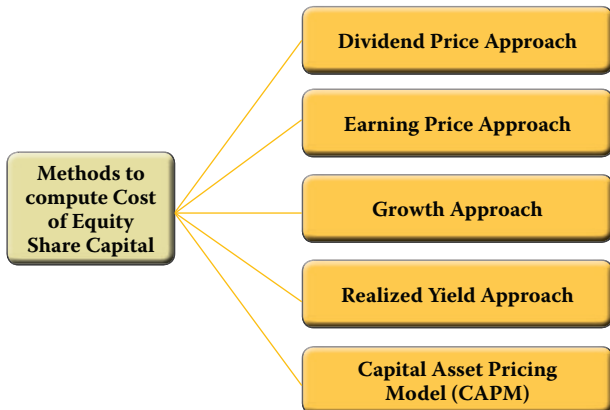 Methods to
compute Cost
of Equity
Share Capital
Dividend Price Approach
Earning Price Approach
Growth Approach
Realized Yield Approach
Capital Asset Pricing
Model (CAPM)